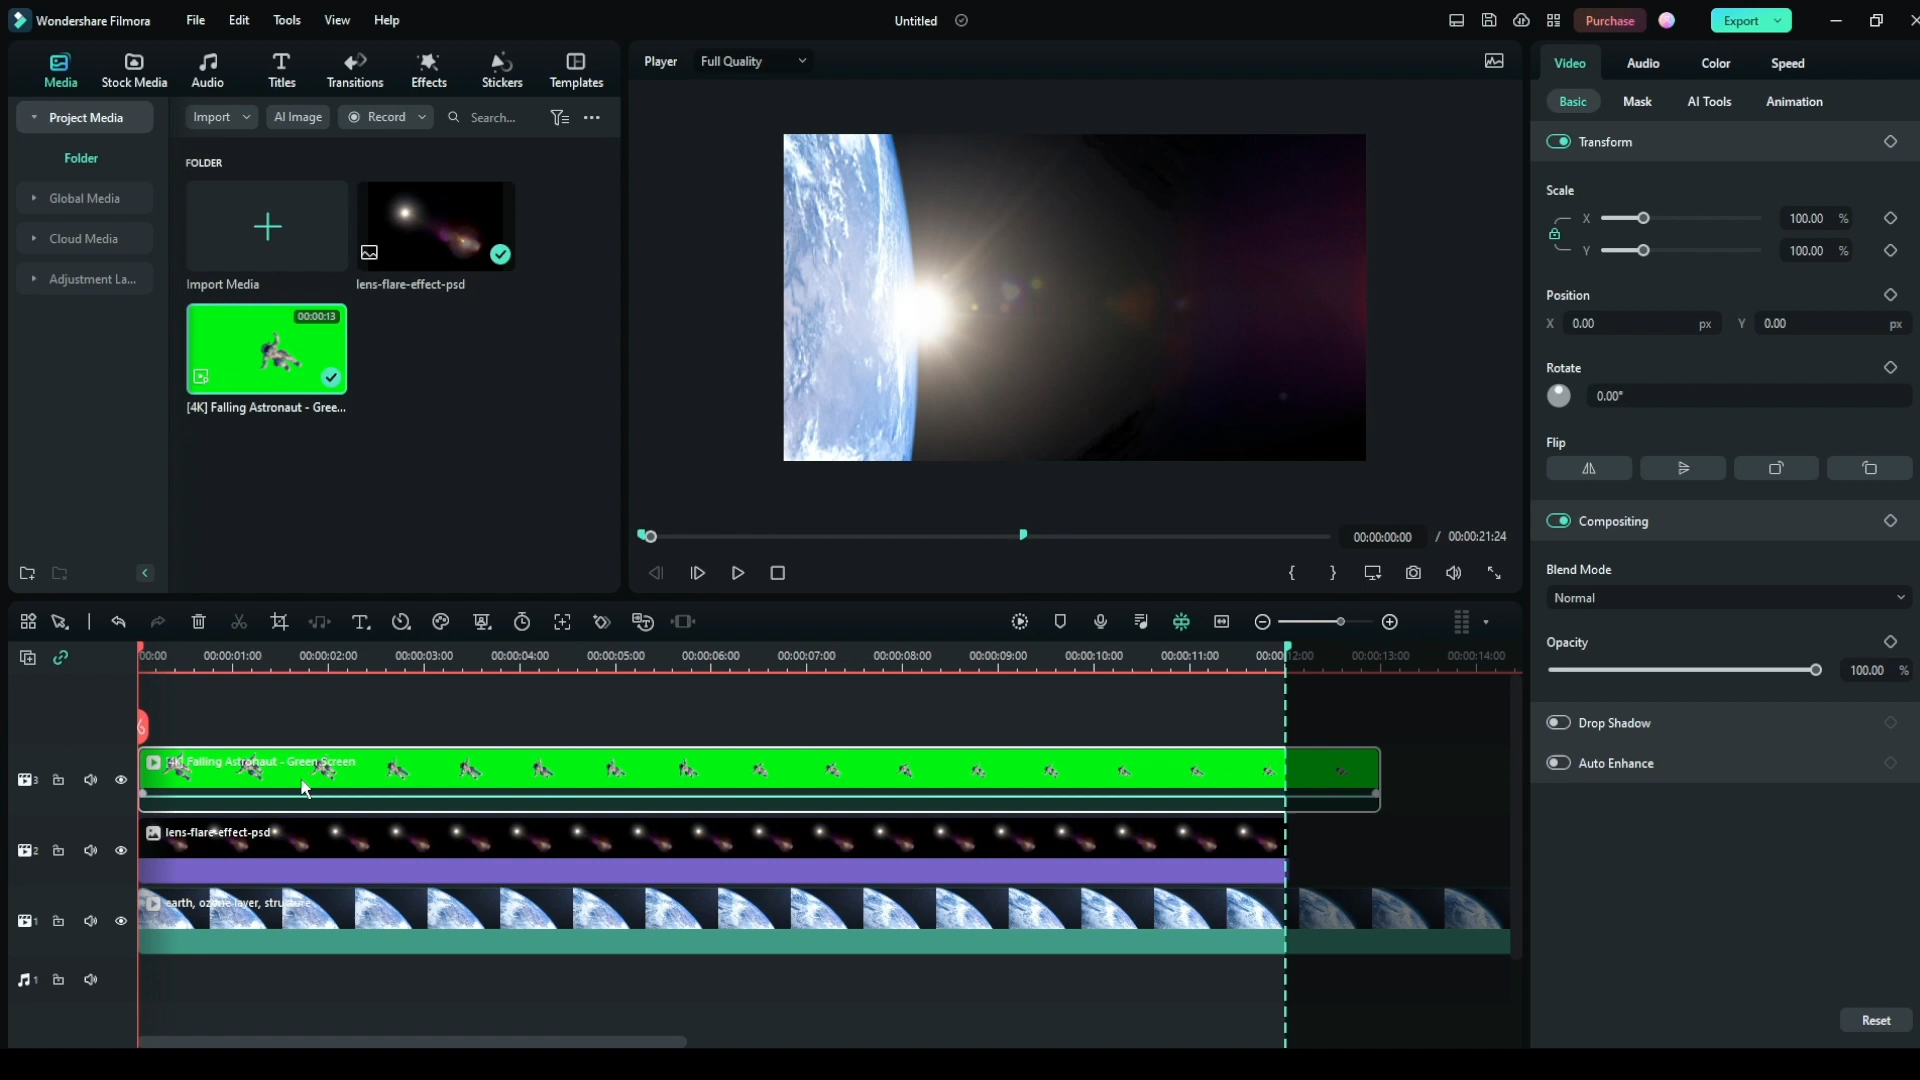 Wondershare Filmora File Edit Tools View Help Untitled Purchase Export
Media Stock Media Audio Titles Transitions Effects Stickers Templates
Project Media
Folder
Global Media
Cloud Media
Adjustment La...
Import AI Image Record Search...
FOLDER
Import Media
lens-flare-effect-psd
00:00:13
[4K] Falling Astronaut - Gree...
Player Full Quality
00:00:00:00 / 00:00:21:24
Video Audio Color Speed
Basic Mask AI Tools Animation
Transform
Scale
X 100.00 %
Y 100.00 %
Position
X 0.00 px Y 0.00 px
Rotate
0.00°
Flip
Compositing
Blend Mode
Normal
Opacity
100.00 %
Drop Shadow
Auto Enhance
Reset
00:00 00:00:01:00 00:00:02:00 00:00:03:00 00:00:04:00 00:00:05:00 00:00:06:00 00:00:07:00 00:00:08:00 00:00:09:00 00:00:10:00 00:00:11:00 00:00:12:00 00:00:13:00 00:00:14:00
3
[4K] Falling Astronaut - Green Screen
2
lens-flare-effect-psd
1
earth, ozone layer, structure
1